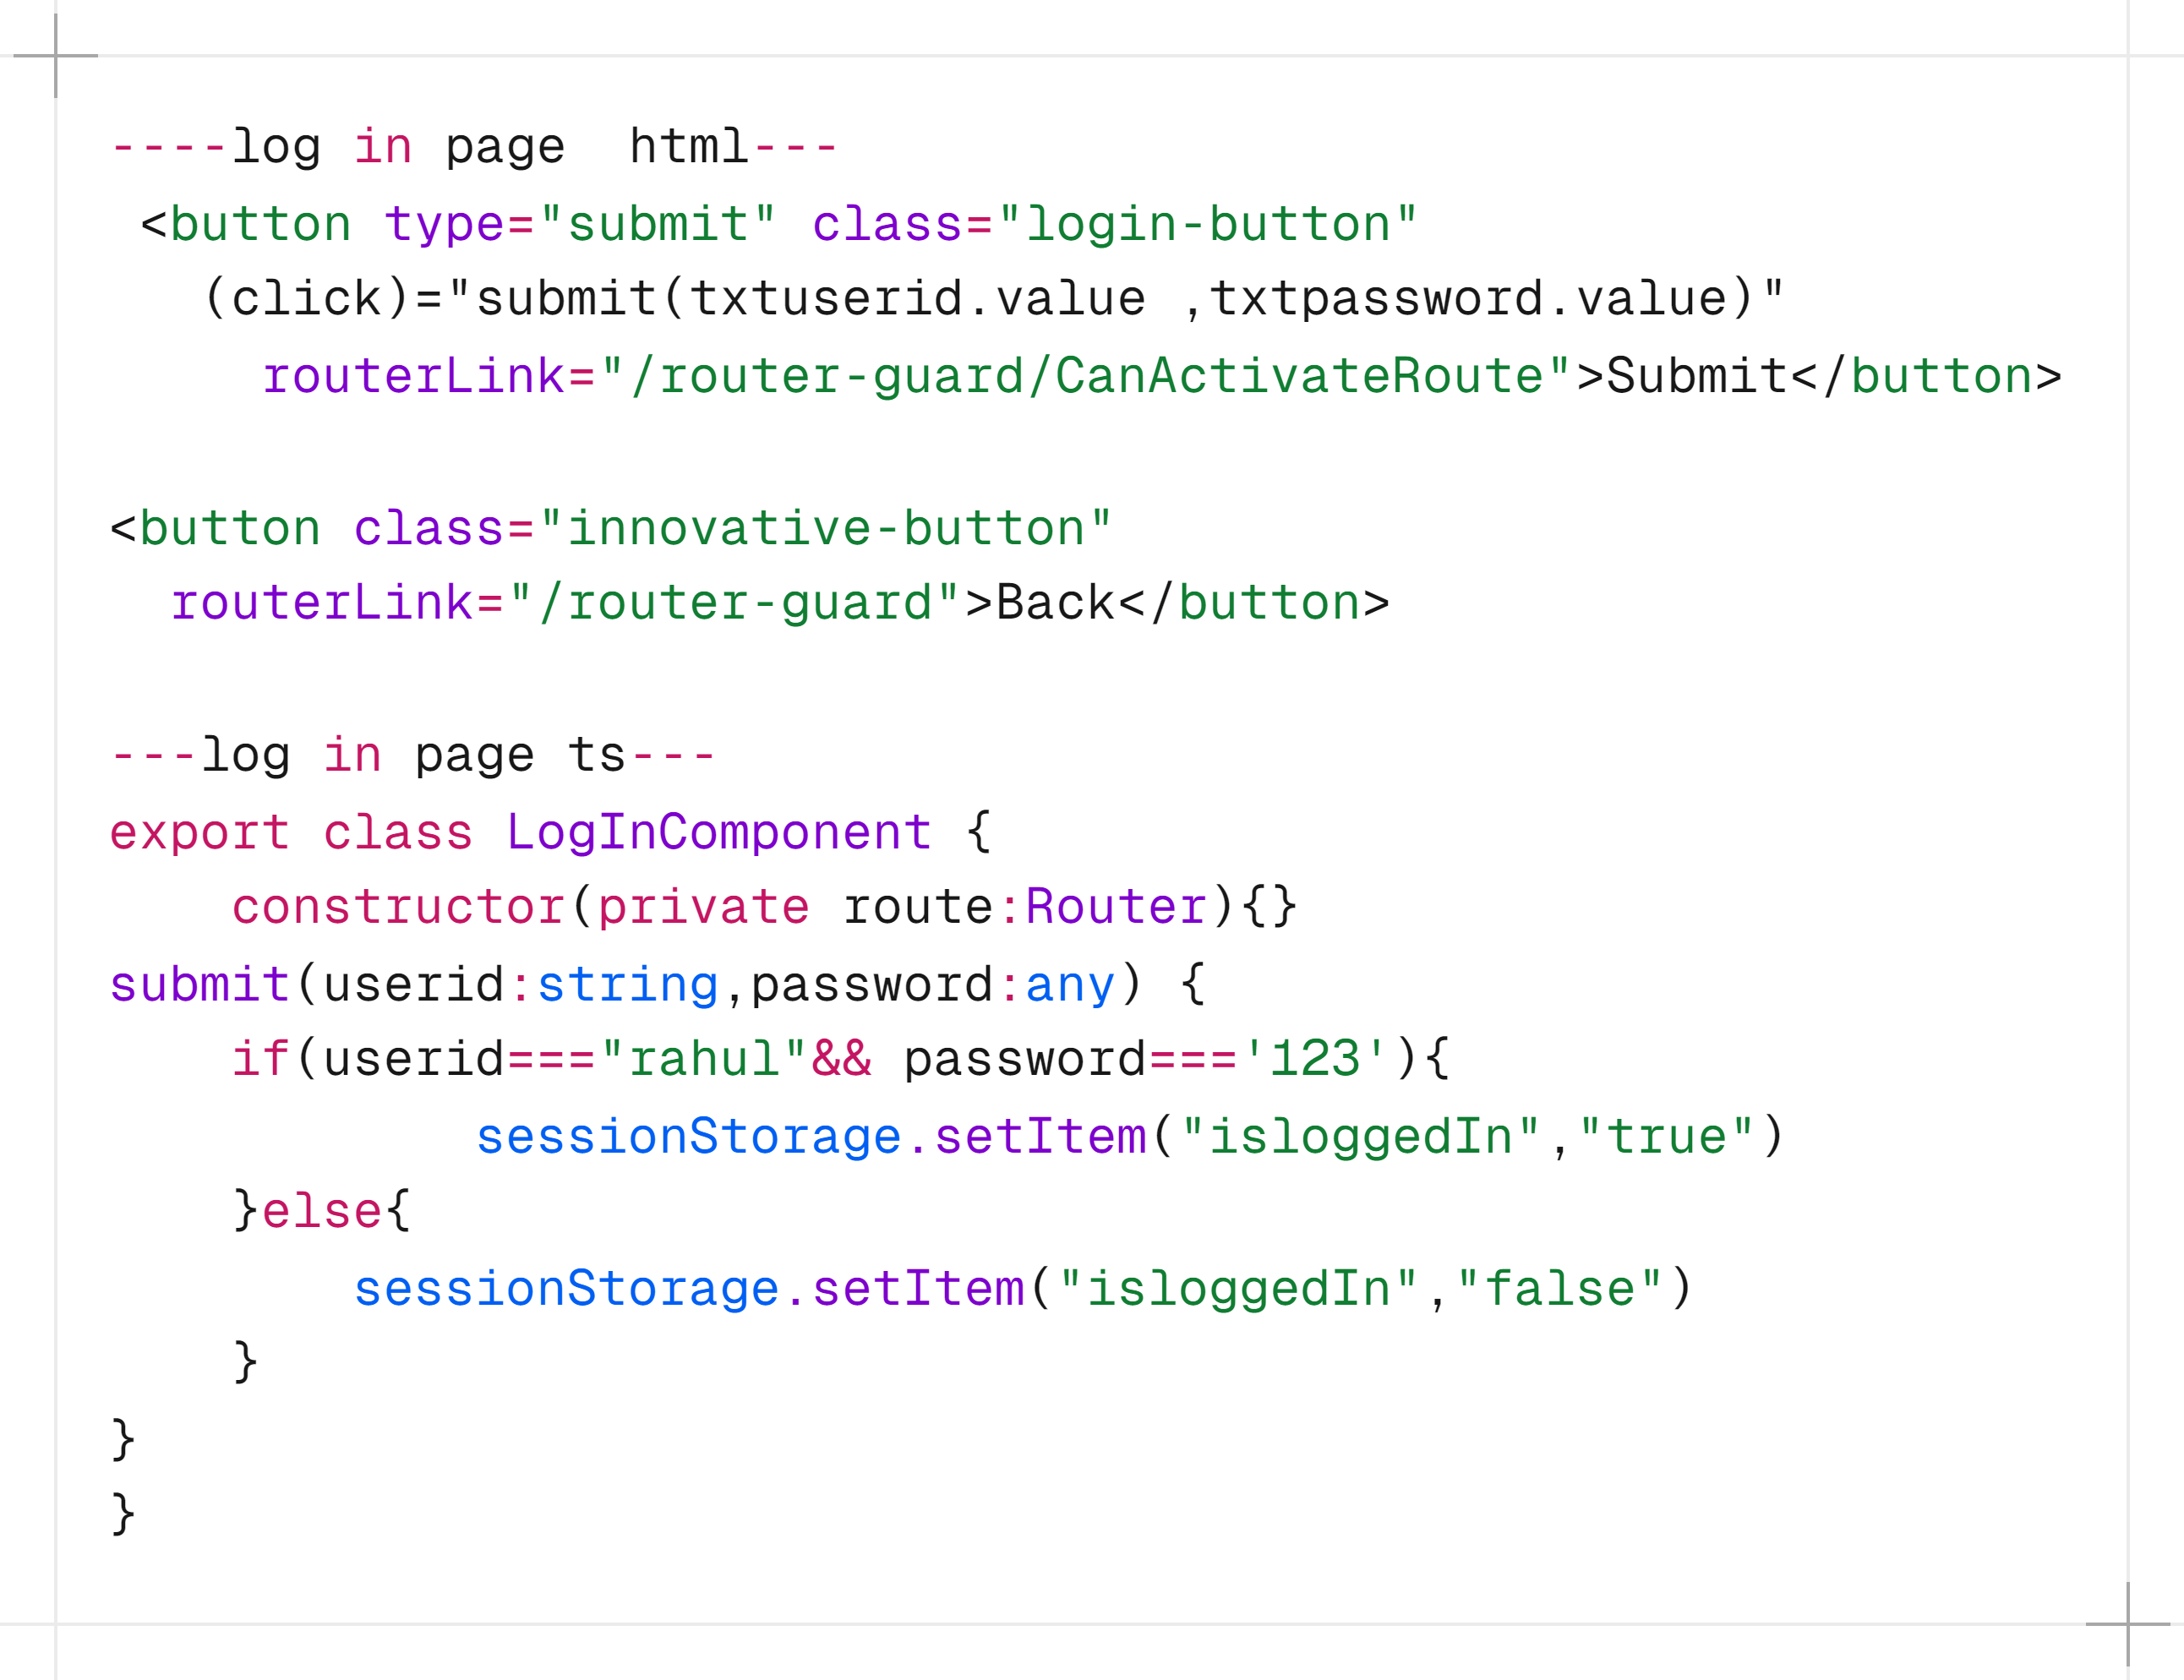 ----log in page  html---
 <button type="submit" class="login-button"
   (click)="submit(txtuserid.value ,txtpassword.value)"
     routerLink="/router-guard/CanActivateRoute">Submit</button>
<button class="innovative-button"
  routerLink="/router-guard">Back</button>
---log in page ts---
export class LogInComponent {
    constructor(private route:Router){}
submit(userid:string,password:any) {
    if(userid==="rahul"&& password==='123'){
            sessionStorage.setItem("isloggedIn","true")
    }else{
        sessionStorage.setItem("isloggedIn","false")
    }
}
}